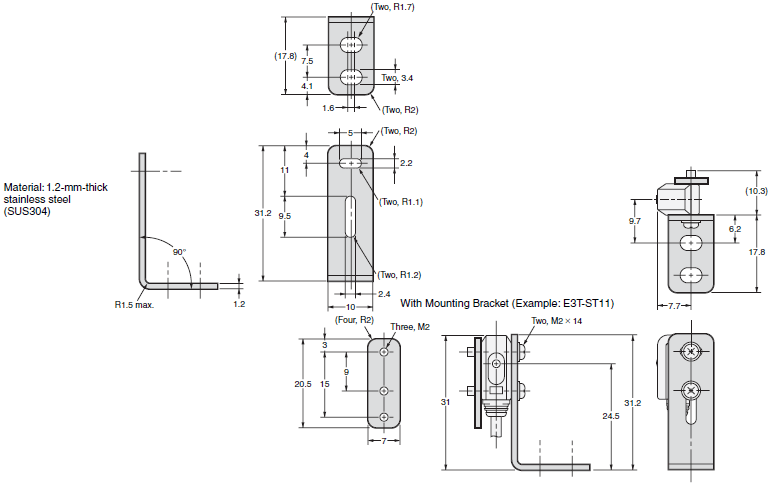 (Two, R1.7)
(17.8)
7.5
Two, 3.4
4.1
1.6
(Two, R2)
5
(Two, R2)
4
2.2
11
Material: 1.2-mm-thick
stainless steel
(SUS304)
(Two, R1.1)
31.2
9.5
90°
(Two, R1.2)
R1.5 max.
1.2
2.4
10
(10.3)
9.7
6.2
17.8
7.7
With Mounting Bracket (Example: E3T-ST11)
(Four, R2)
Three, M2
3
20.5
15
9
7
Two, M2 × 14
31
24.5
31.2